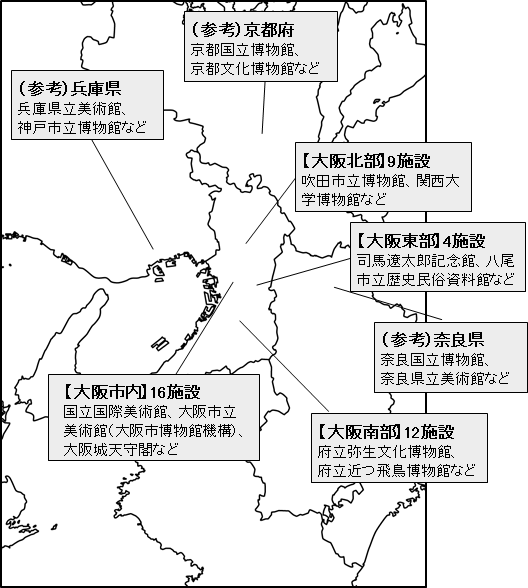 （参考）京都府
京都国立博物館、
京都文化博物館など
（参考）兵庫県
兵庫県立美術館、
神戸市立博物館など
【大阪北部】9施設
吹田市立博物館、関西大
学博物館など
【大阪東部】4施設
司馬遼太郎記念館、八尾
市立歴史民俗資料館など
（参考）奈良県
奈良国立博物館、
奈良県立美術館など
【大阪市内】16施設
国立国際美術館、大阪市立
美術館（大阪市博物館機構）、
大阪城天守閣など
【大阪南部】12施設
府立弥生文化博物館、
府立近つ飛鳥博物館など